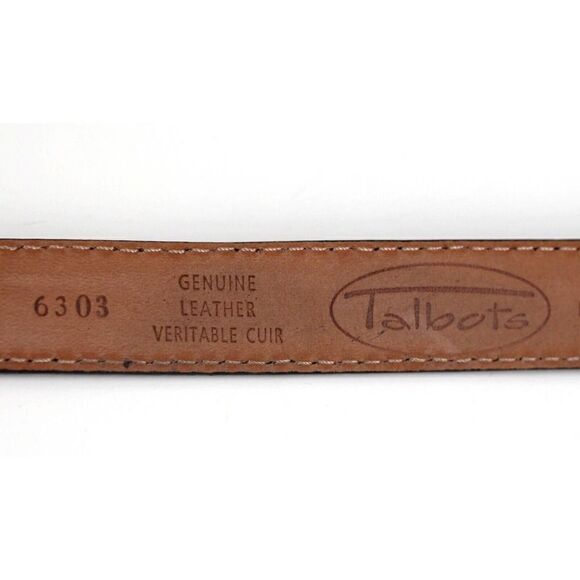 6303
GENUINE
LEATHER
VERITABLE CUIR
Talbots